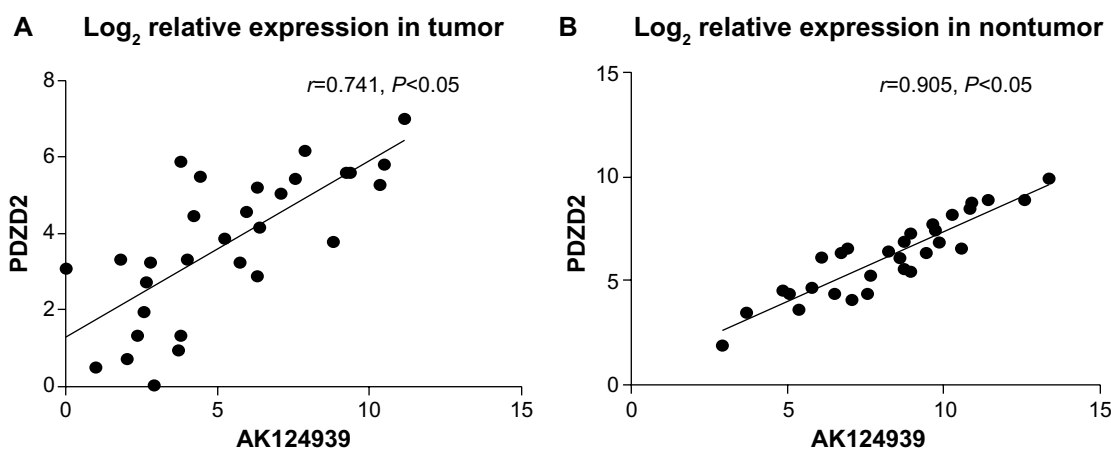 A Log2 relative expression in tumor
r=0.741, P<0.05
8
6
4
2
0
PDZD2
0 5 10 15
AK124939
B Log2 relative expression in nontumor
r=0.905, P<0.05
15
10
5
0
PDZD2
0 5 10 15
AK124939